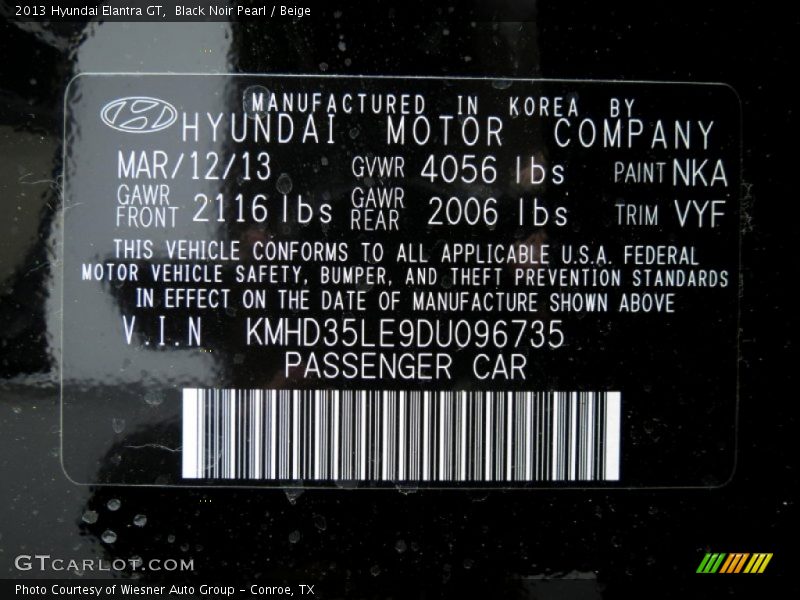 2013 Hyundai Elantra GT, Black Noir Pearl / Beige
MANUFACTURED IN KOREA BY
HYUNDAI MOTOR COMPANY
MAR/12/13 GVWR 4056 lbs PAINT NKA
GAWR FRONT 2116 lbs GAWR REAR 2006 lbs TRIM VYF
THIS VEHICLE CONFORMS TO ALL APPLICABLE U.S.A. FEDERAL
MOTOR VEHICLE SAFETY, BUMPER, AND THEFT PREVENTION STANDARDS
IN EFFECT ON THE DATE OF MANUFACTURE SHOWN ABOVE
V.I.N KMHD35LE9DU096735
PASSENGER CAR
GTCARLOT.COM
Photo Courtesy of Wiesner Auto Group - Conroe, TX